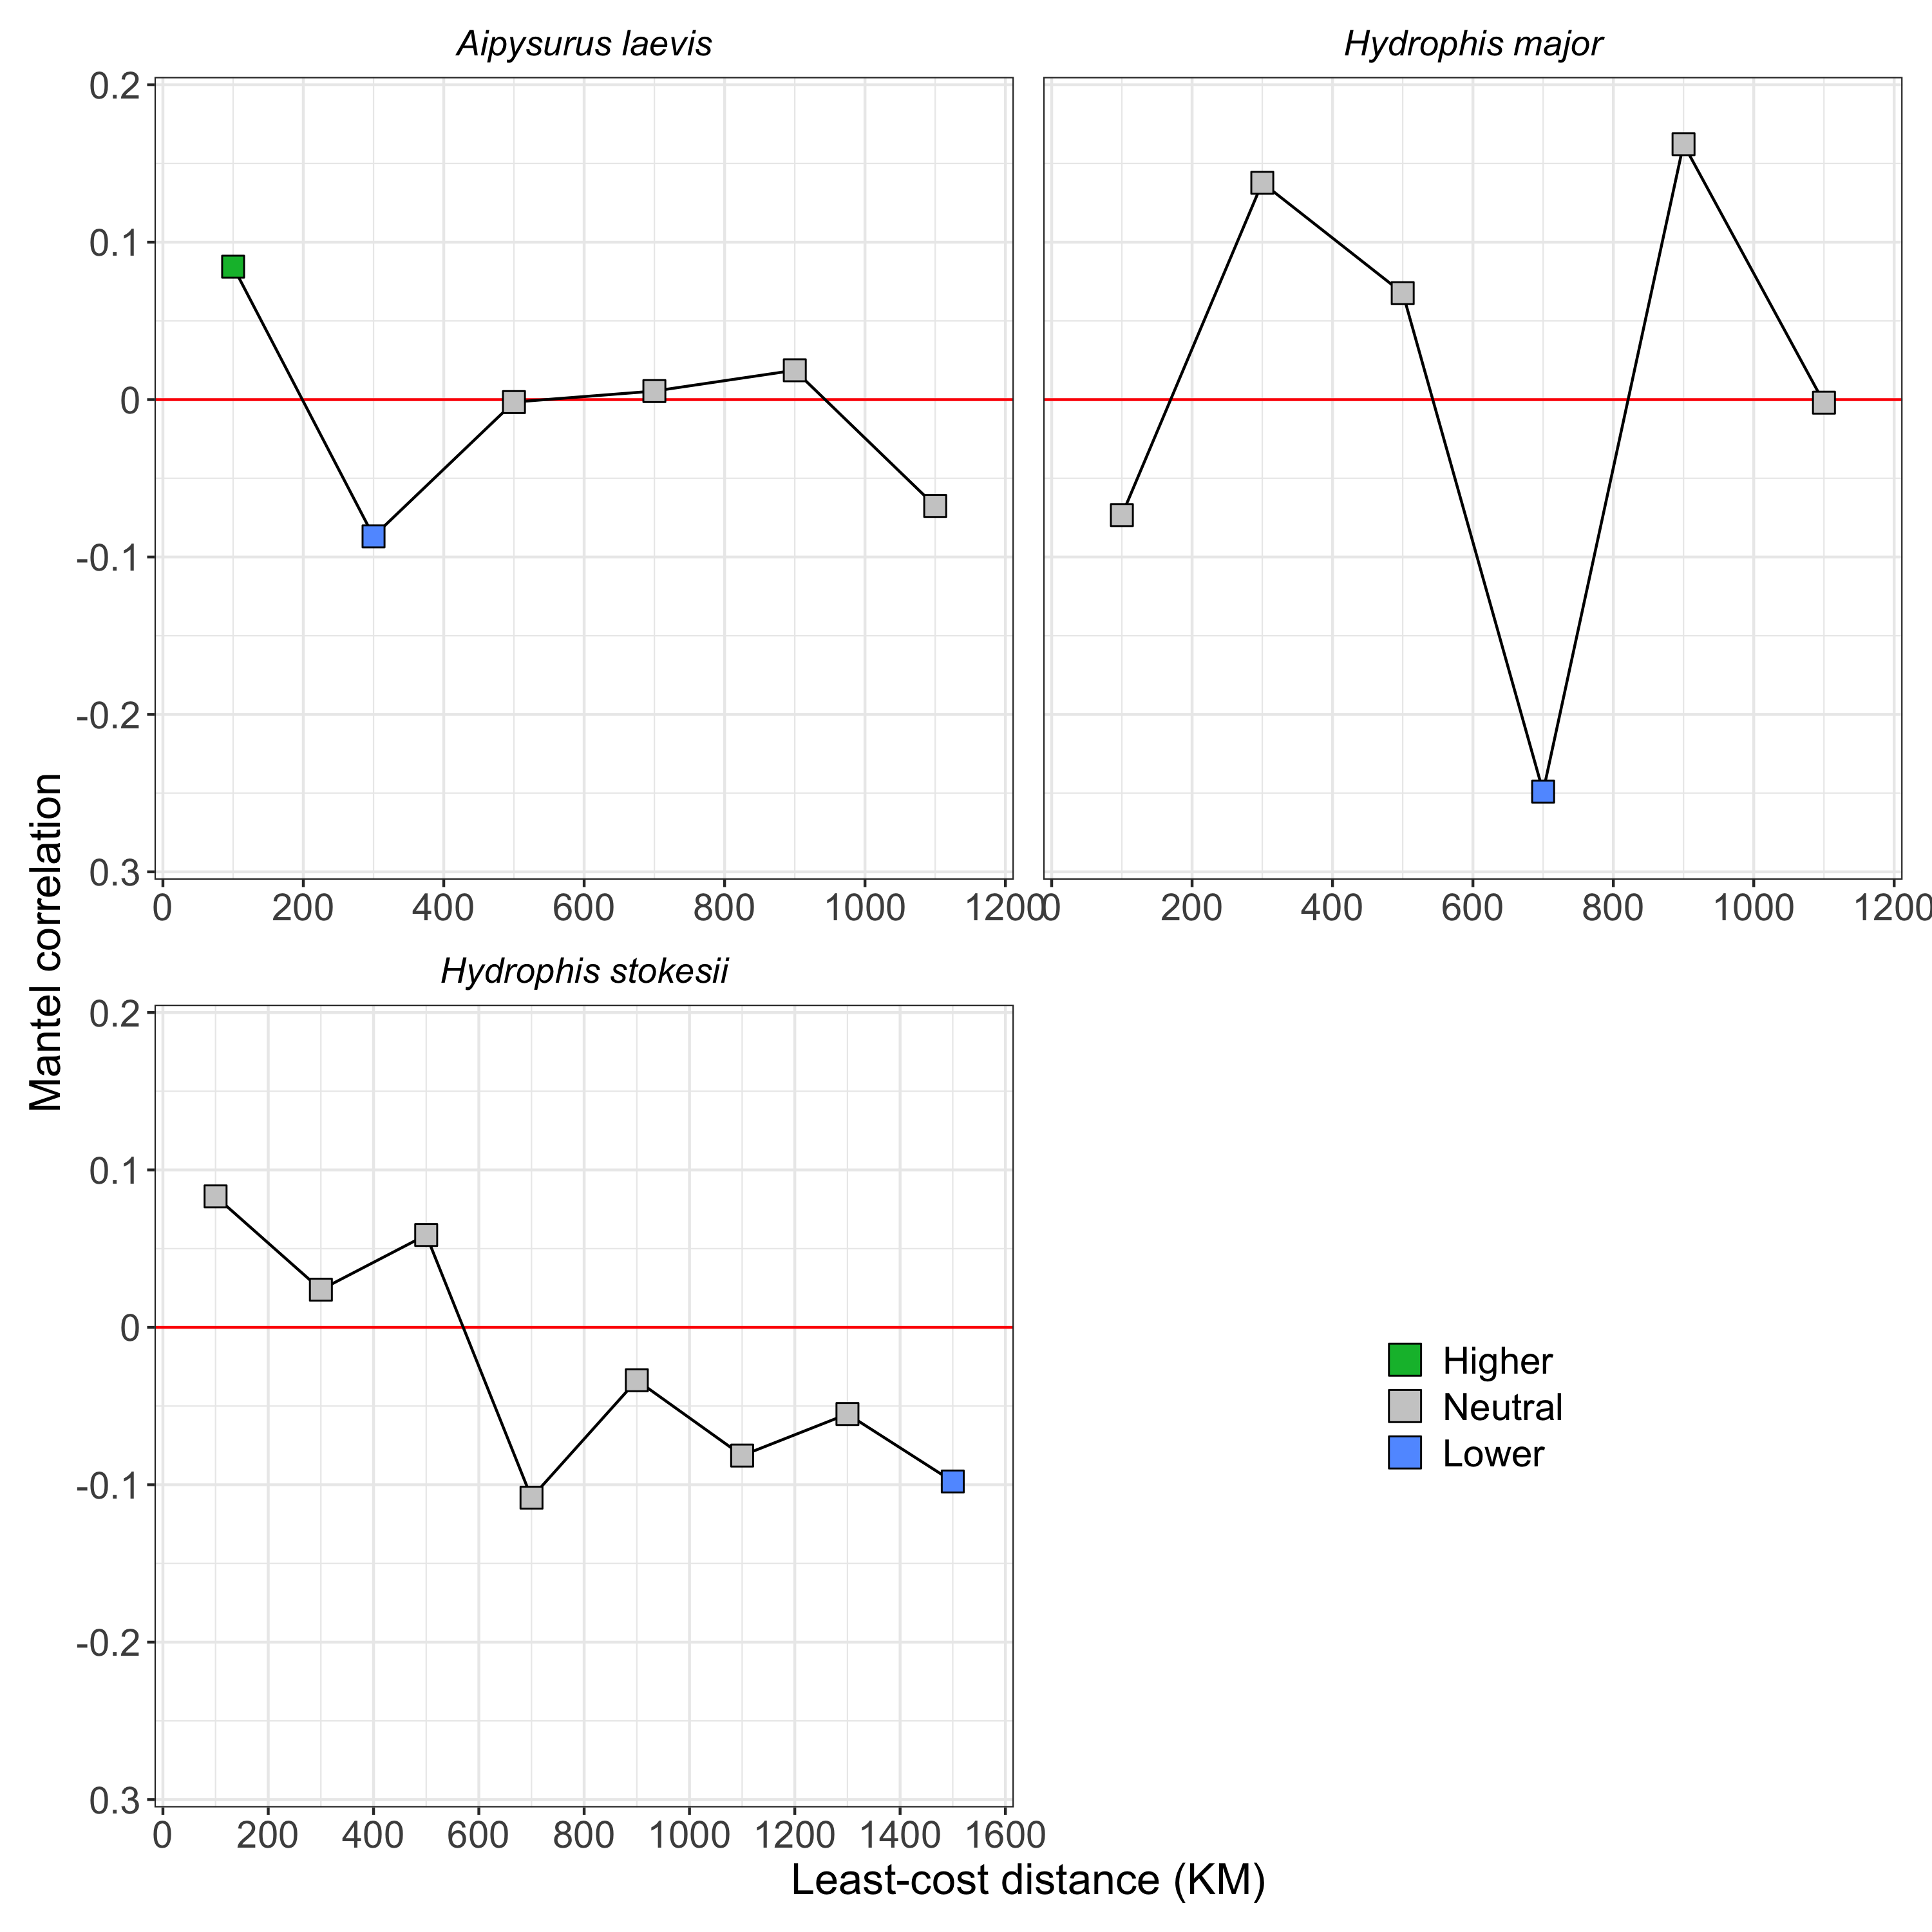 Aipysurus laevis
Hydrophis major
0.2
0.1
0
-0.1
-0.2
0.3
0 200 400 600 800 1000 1200
0 200 400 600 800 1000 1200
Mantel correlation
Hydrophis stokesii
0.2
0.1
0
-0.1
-0.2
0.3
0 200 400 600 800 1000 1200 1400 1600
Higher
Neutral
Lower
Least-cost distance (KM)